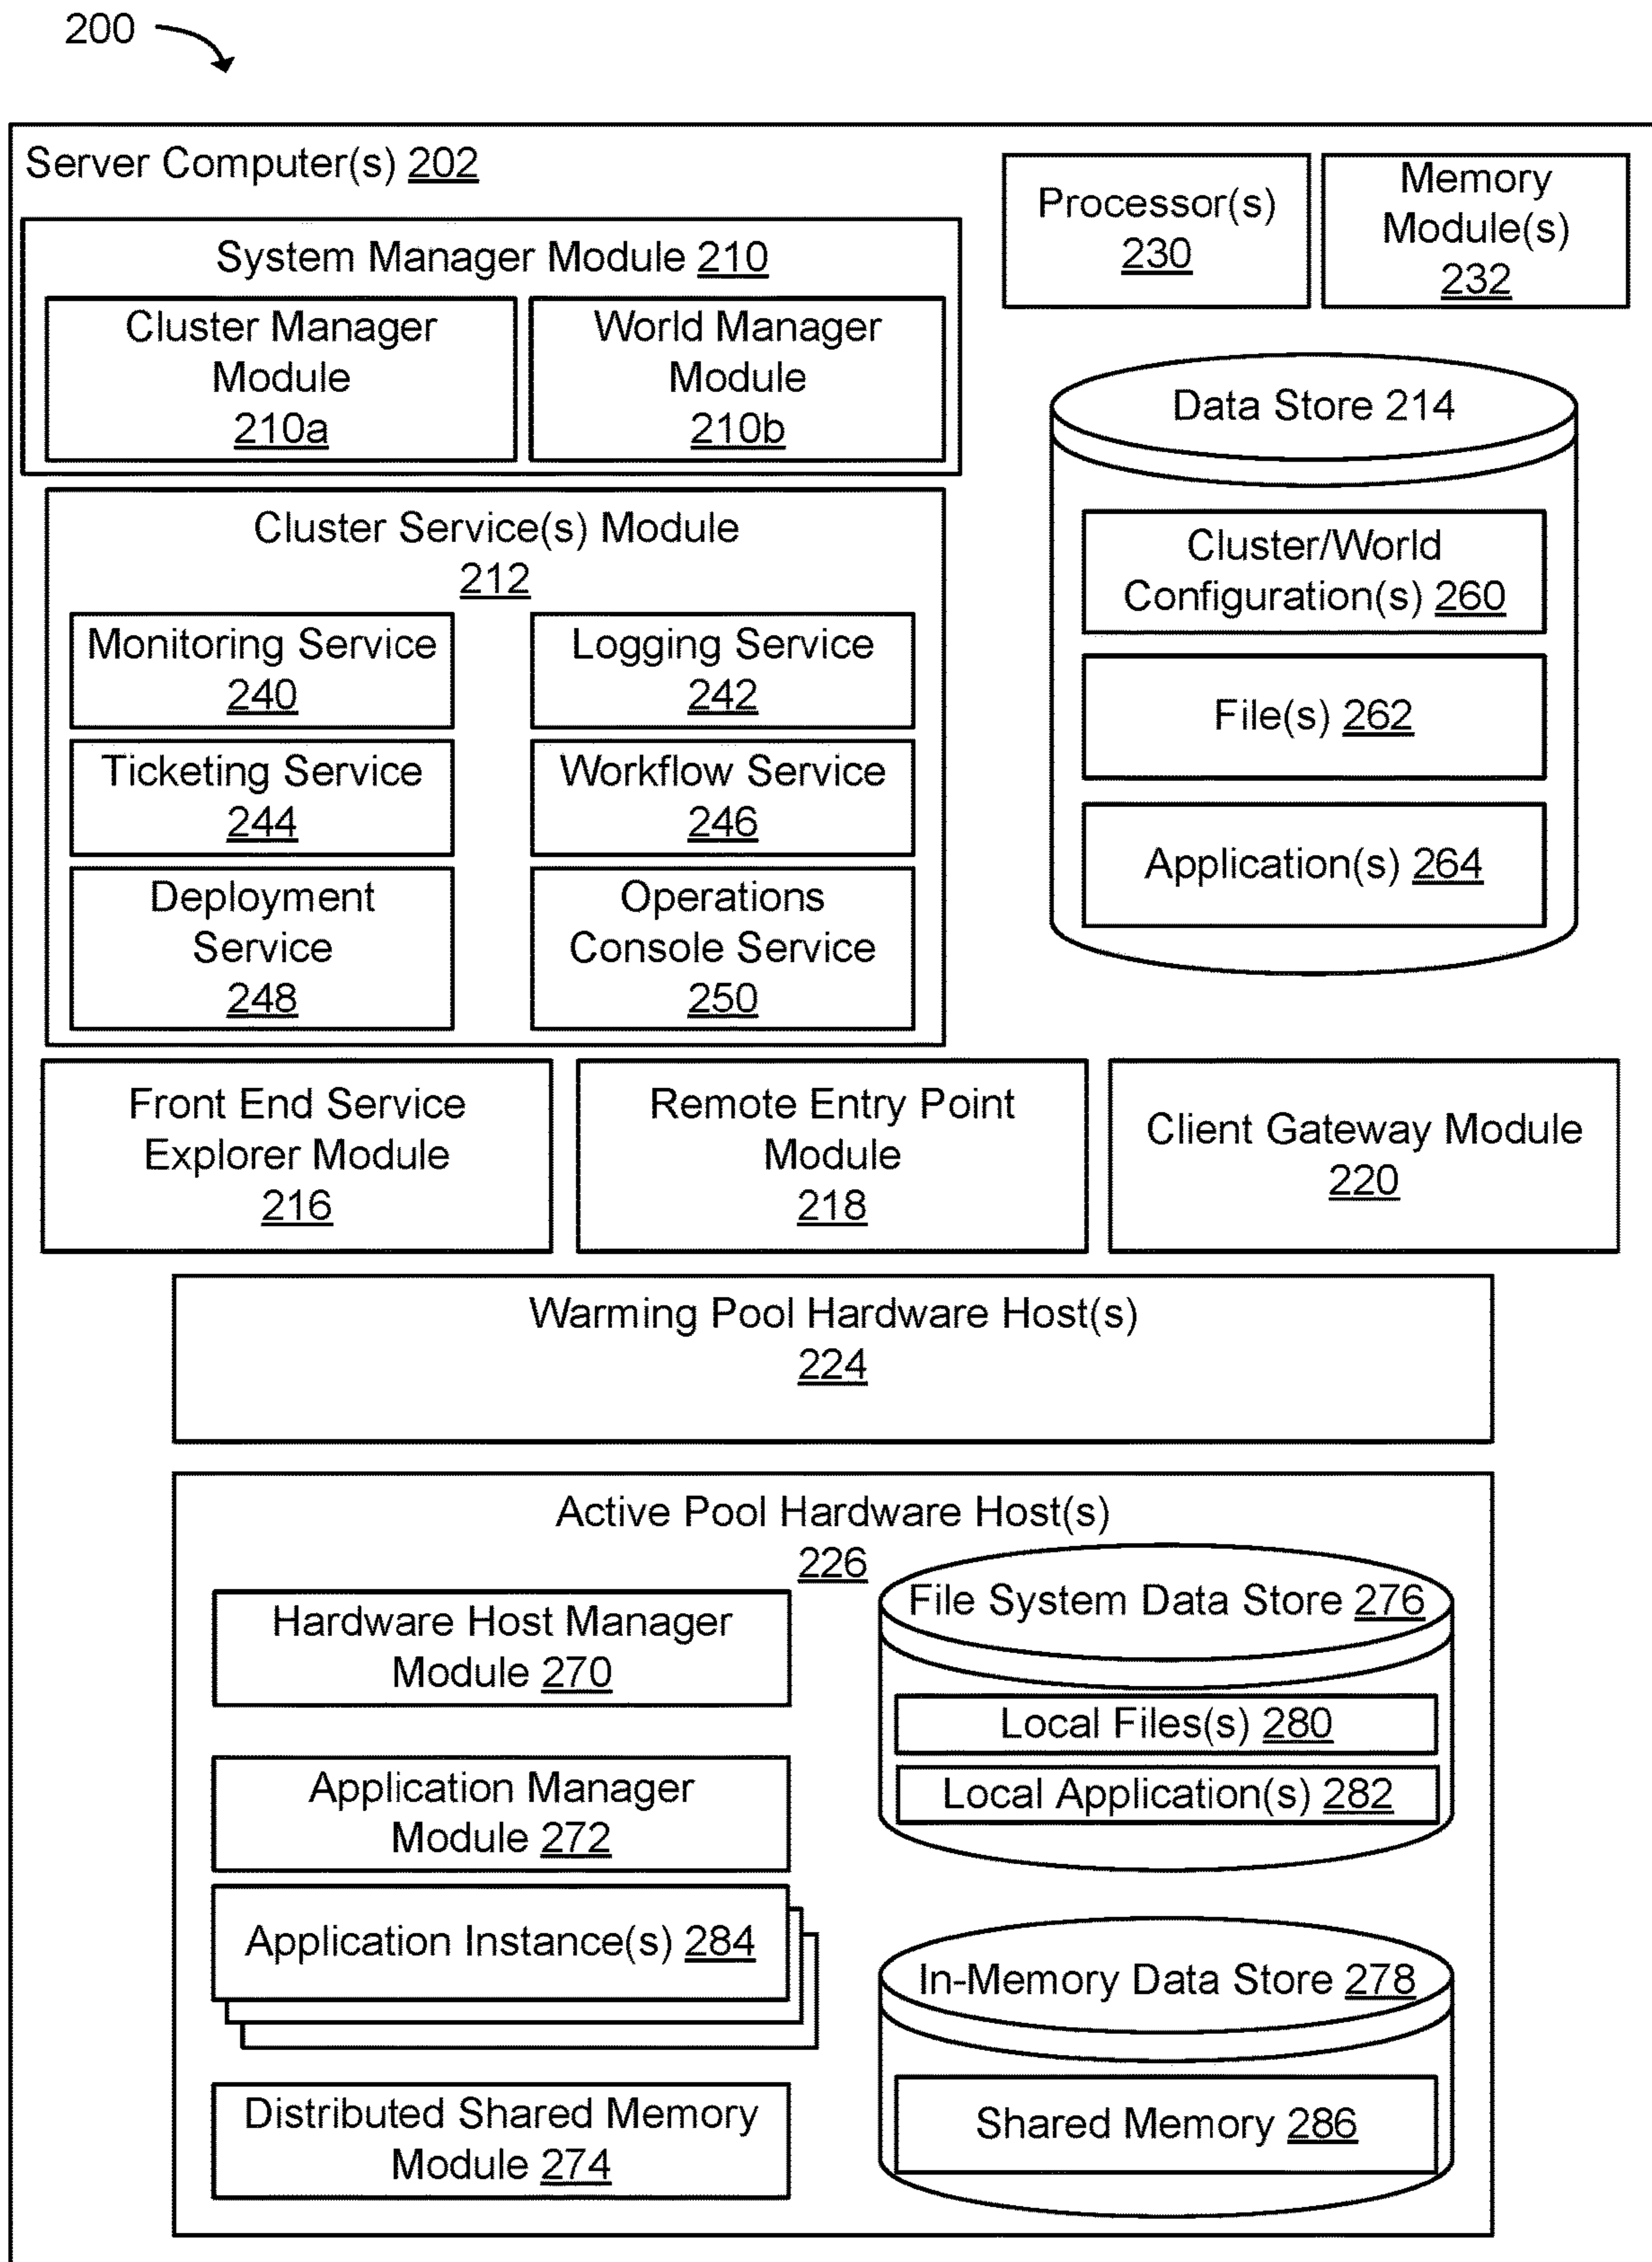 200
Server Computer(s) 202
Processor(s)
230
Memory
Module(s)
232
System Manager Module 210
Cluster Manager
Module
210a
World Manager
Module
210b
Data Store 214
Cluster/World
Configuration(s) 260
File(s) 262
Application(s) 264
Cluster Service(s) Module
212
Monitoring Service
240
Logging Service
242
Ticketing Service
244
Workflow Service
246
Deployment
Service
248
Operations
Console Service
250
Front End Service
Explorer Module
216
Remote Entry Point
Module
218
Client Gateway Module
220
Warming Pool Hardware Host(s)
224
Active Pool Hardware Host(s)
226
Hardware Host Manager
Module 270
Application Manager
Module 272
Application Instance(s) 284
Distributed Shared Memory
Module 274
File System Data Store 276
Local Files(s) 280
Local Application(s) 282
In-Memory Data Store 278
Shared Memory 286